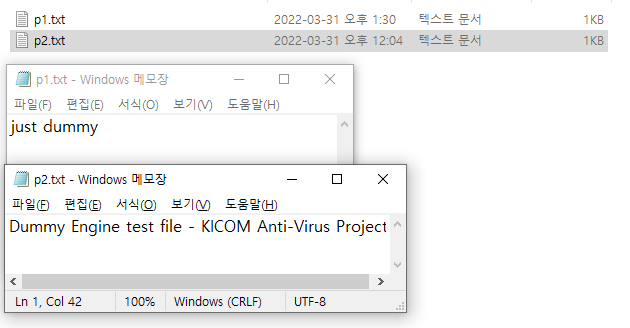 p1.txt 2022-03-31 오후 1:30 텍스트 문서 1KB
p2.txt 2022-03-31 오후 12:04 텍스트 문서 1KB
p1.txt - Windows 메모장
파일(F) 편집(E) 서식(O) 보기(V) 도움말(H)
just dummy
p2.txt - Windows 메모장
파일(F) 편집(E) 서식(O) 보기(V) 도움말(H)
Dummy Engine test file - KICOM Anti-Virus Project
Ln 1, Col 42 100% Windows (CRLF) UTF-8